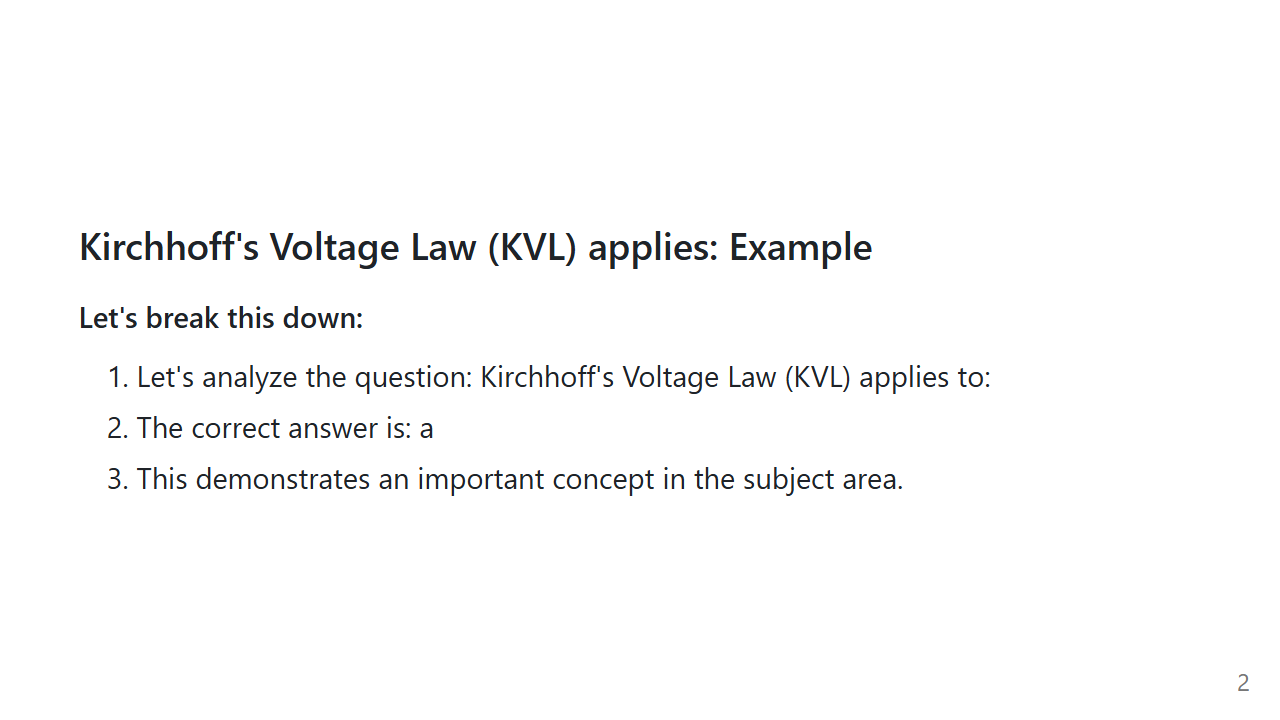 Kirchhoff's Voltage Law (KVL) applies: Example
Let's break this down:
1. Let's analyze the question: Kirchhoff's Voltage Law (KVL) applies to:
2. The correct answer is: a
3. This demonstrates an important concept in the subject area.
2